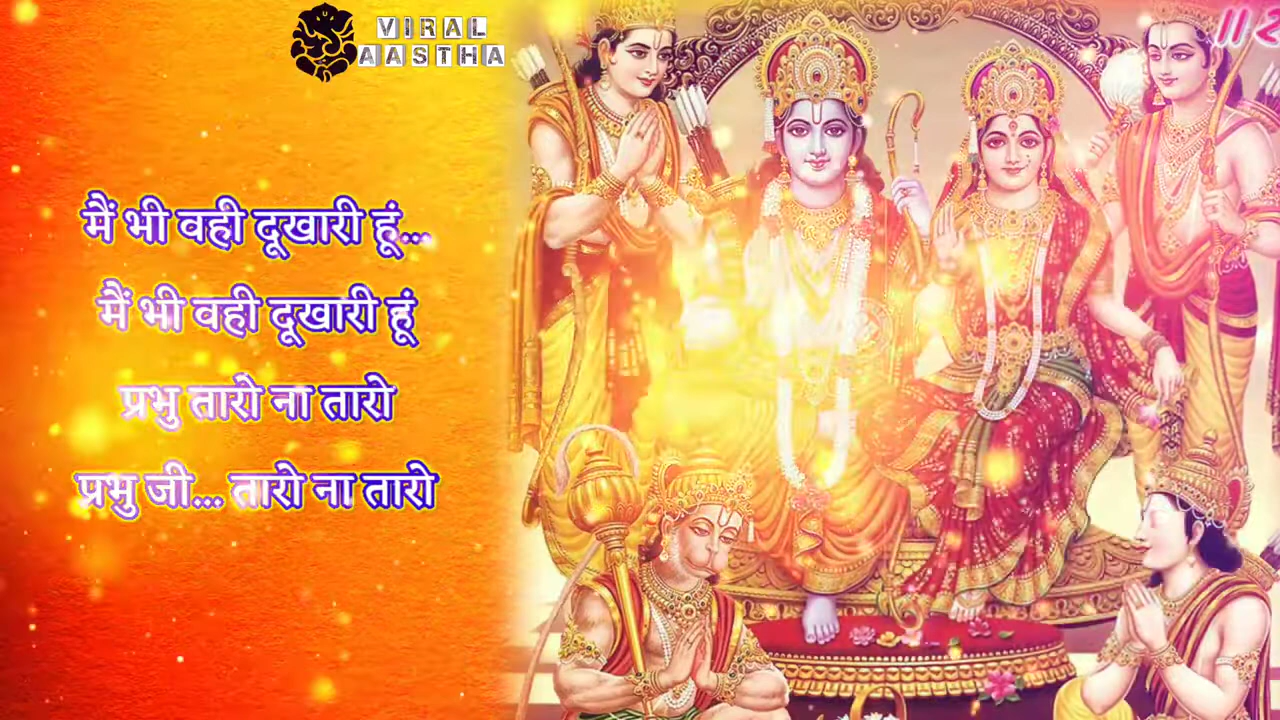 VIRAL
AASTHA
मैं भी वही दूखारी हूं...
मैं भी वही दूखारी हूं
प्रभु तारो ना तारो
प्रभु जी... तारो ना तारो